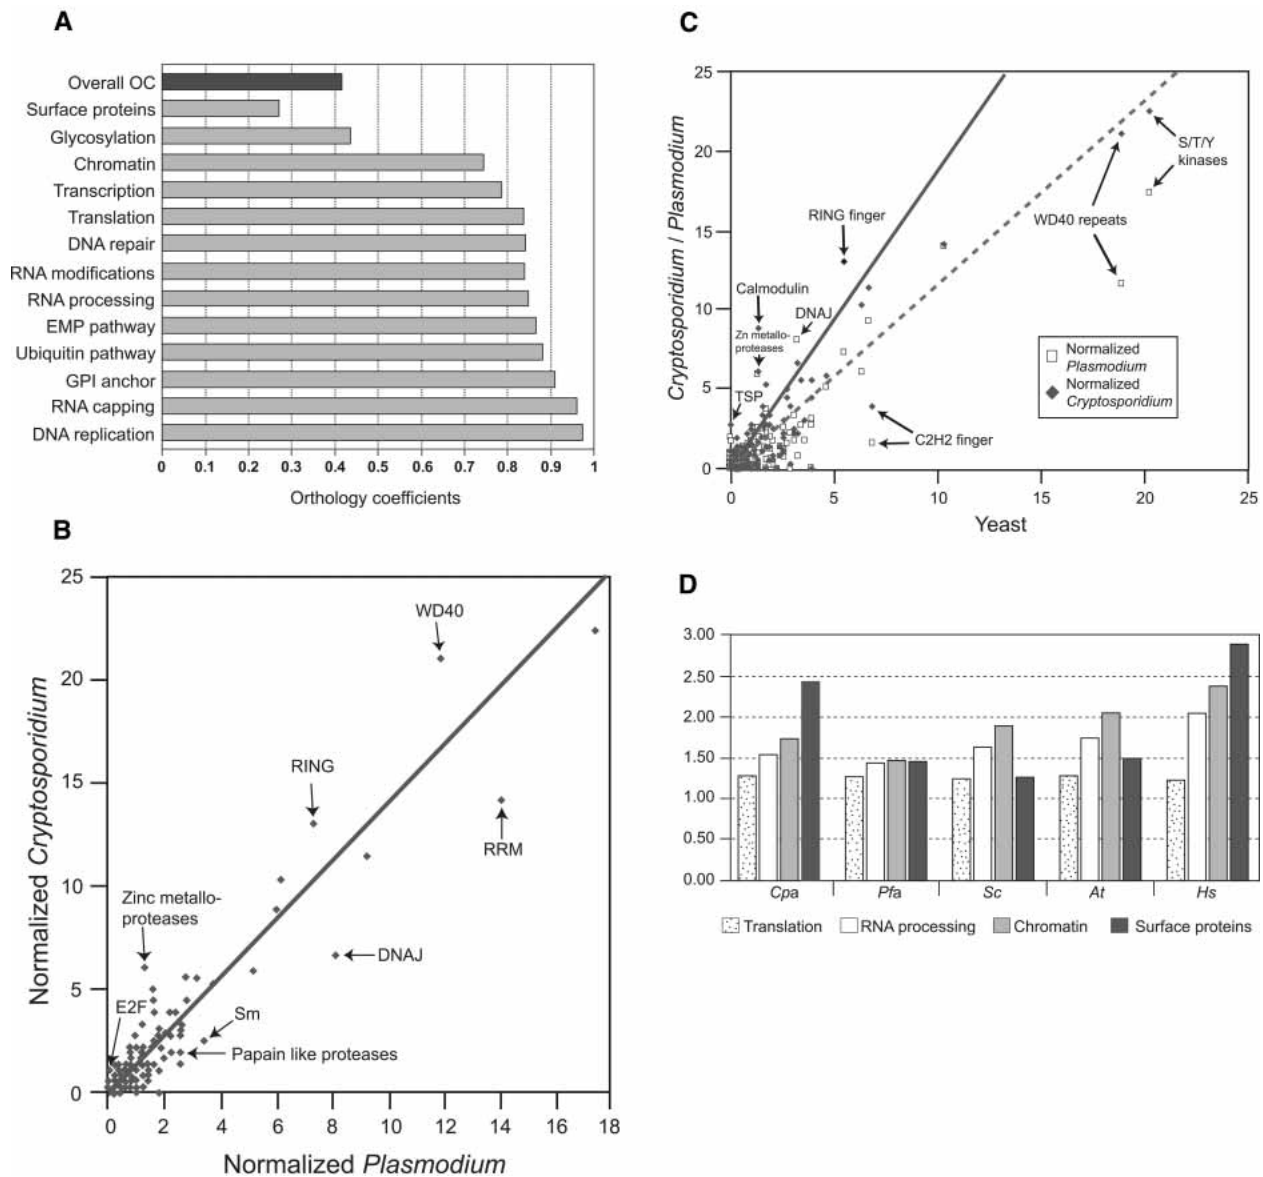 A
Overall OC
Surface proteins
Glycosylation
Chromatin
Transcription
Translation
DNA repair
RNA modifications
RNA processing
EMP pathway
Ubiquitin pathway
GPI anchor
RNA capping
DNA replication
0 0.1 0.2 0.3 0.4 0.5 0.6 0.7 0.8 0.9 1
Orthology coefficients
B
25
20
15
10
5
0
Normalized Cryptosporidium
WD40
RING
RRM
Zinc metallo-
proteases
DNAJ
E2F
Sm
Papain like proteases
0 2 4 6 8 10 12 14 16 18
Normalized Plasmodium
C
25
20
15
10
5
0
Cryptosporidium / Plasmodium
S/T/Y
kinases
RING finger
WD40 repeats
Calmodulin
DNAJ
Zn metallo-
proteases
TSP
C2H2 finger
Normalized
Plasmodium
Normalized
Cryptosporidium
0 5 10 15 20 25
Yeast
D
3.00
2.50
2.00
1.50
1.00
0.50
0.00
Cpa Pfa Sc At Hs
Translation RNA processing Chromatin Surface proteins